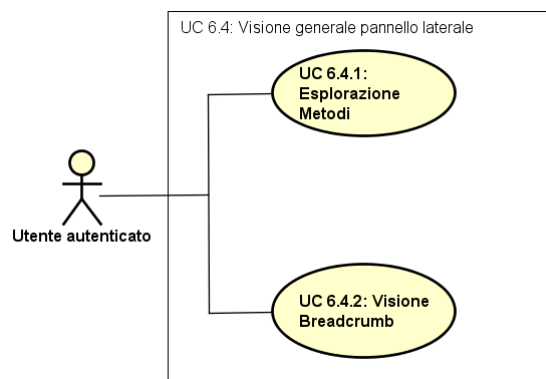 UC 6.4: Visione generale pannello laterale
UC 6.4.1:
Esplorazione
Metodi
Utente autenticato
UC 6.4.2: Visione
Breadcrumb